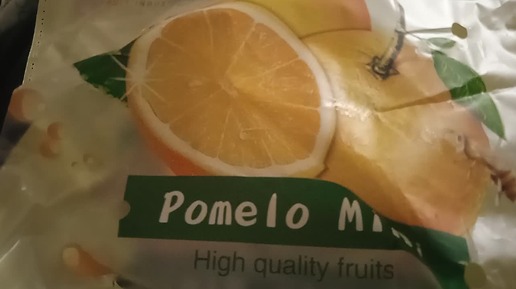 Pomelo
High quality fruits